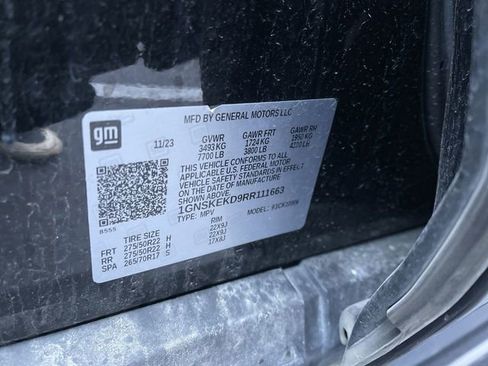 MFD BY GENERAL MOTORS LLC
gm
11/23 GVWR GAWR FRT GAWR RR
3493 KG 1724 KG 1950 KG
7700 LB 3800 LB LB
THIS VEHICLE CONFORMS TO ALL APPLICABLE
U.S. FEDERAL MOTOR
VEHICLE SAFETY STANDARDS IN EFFECT
ON THE DATE OF MANUFACTURE
SHOWN ABOVE.
1GNSKEKD9RR111663
TYPE: MPV MODEL:
8555
TIRE SIZE RIM
FRT 275/50R22 H 22X9J
RR 275/50R22 H 22X9J
SPA 265/70R17 S 17X8J